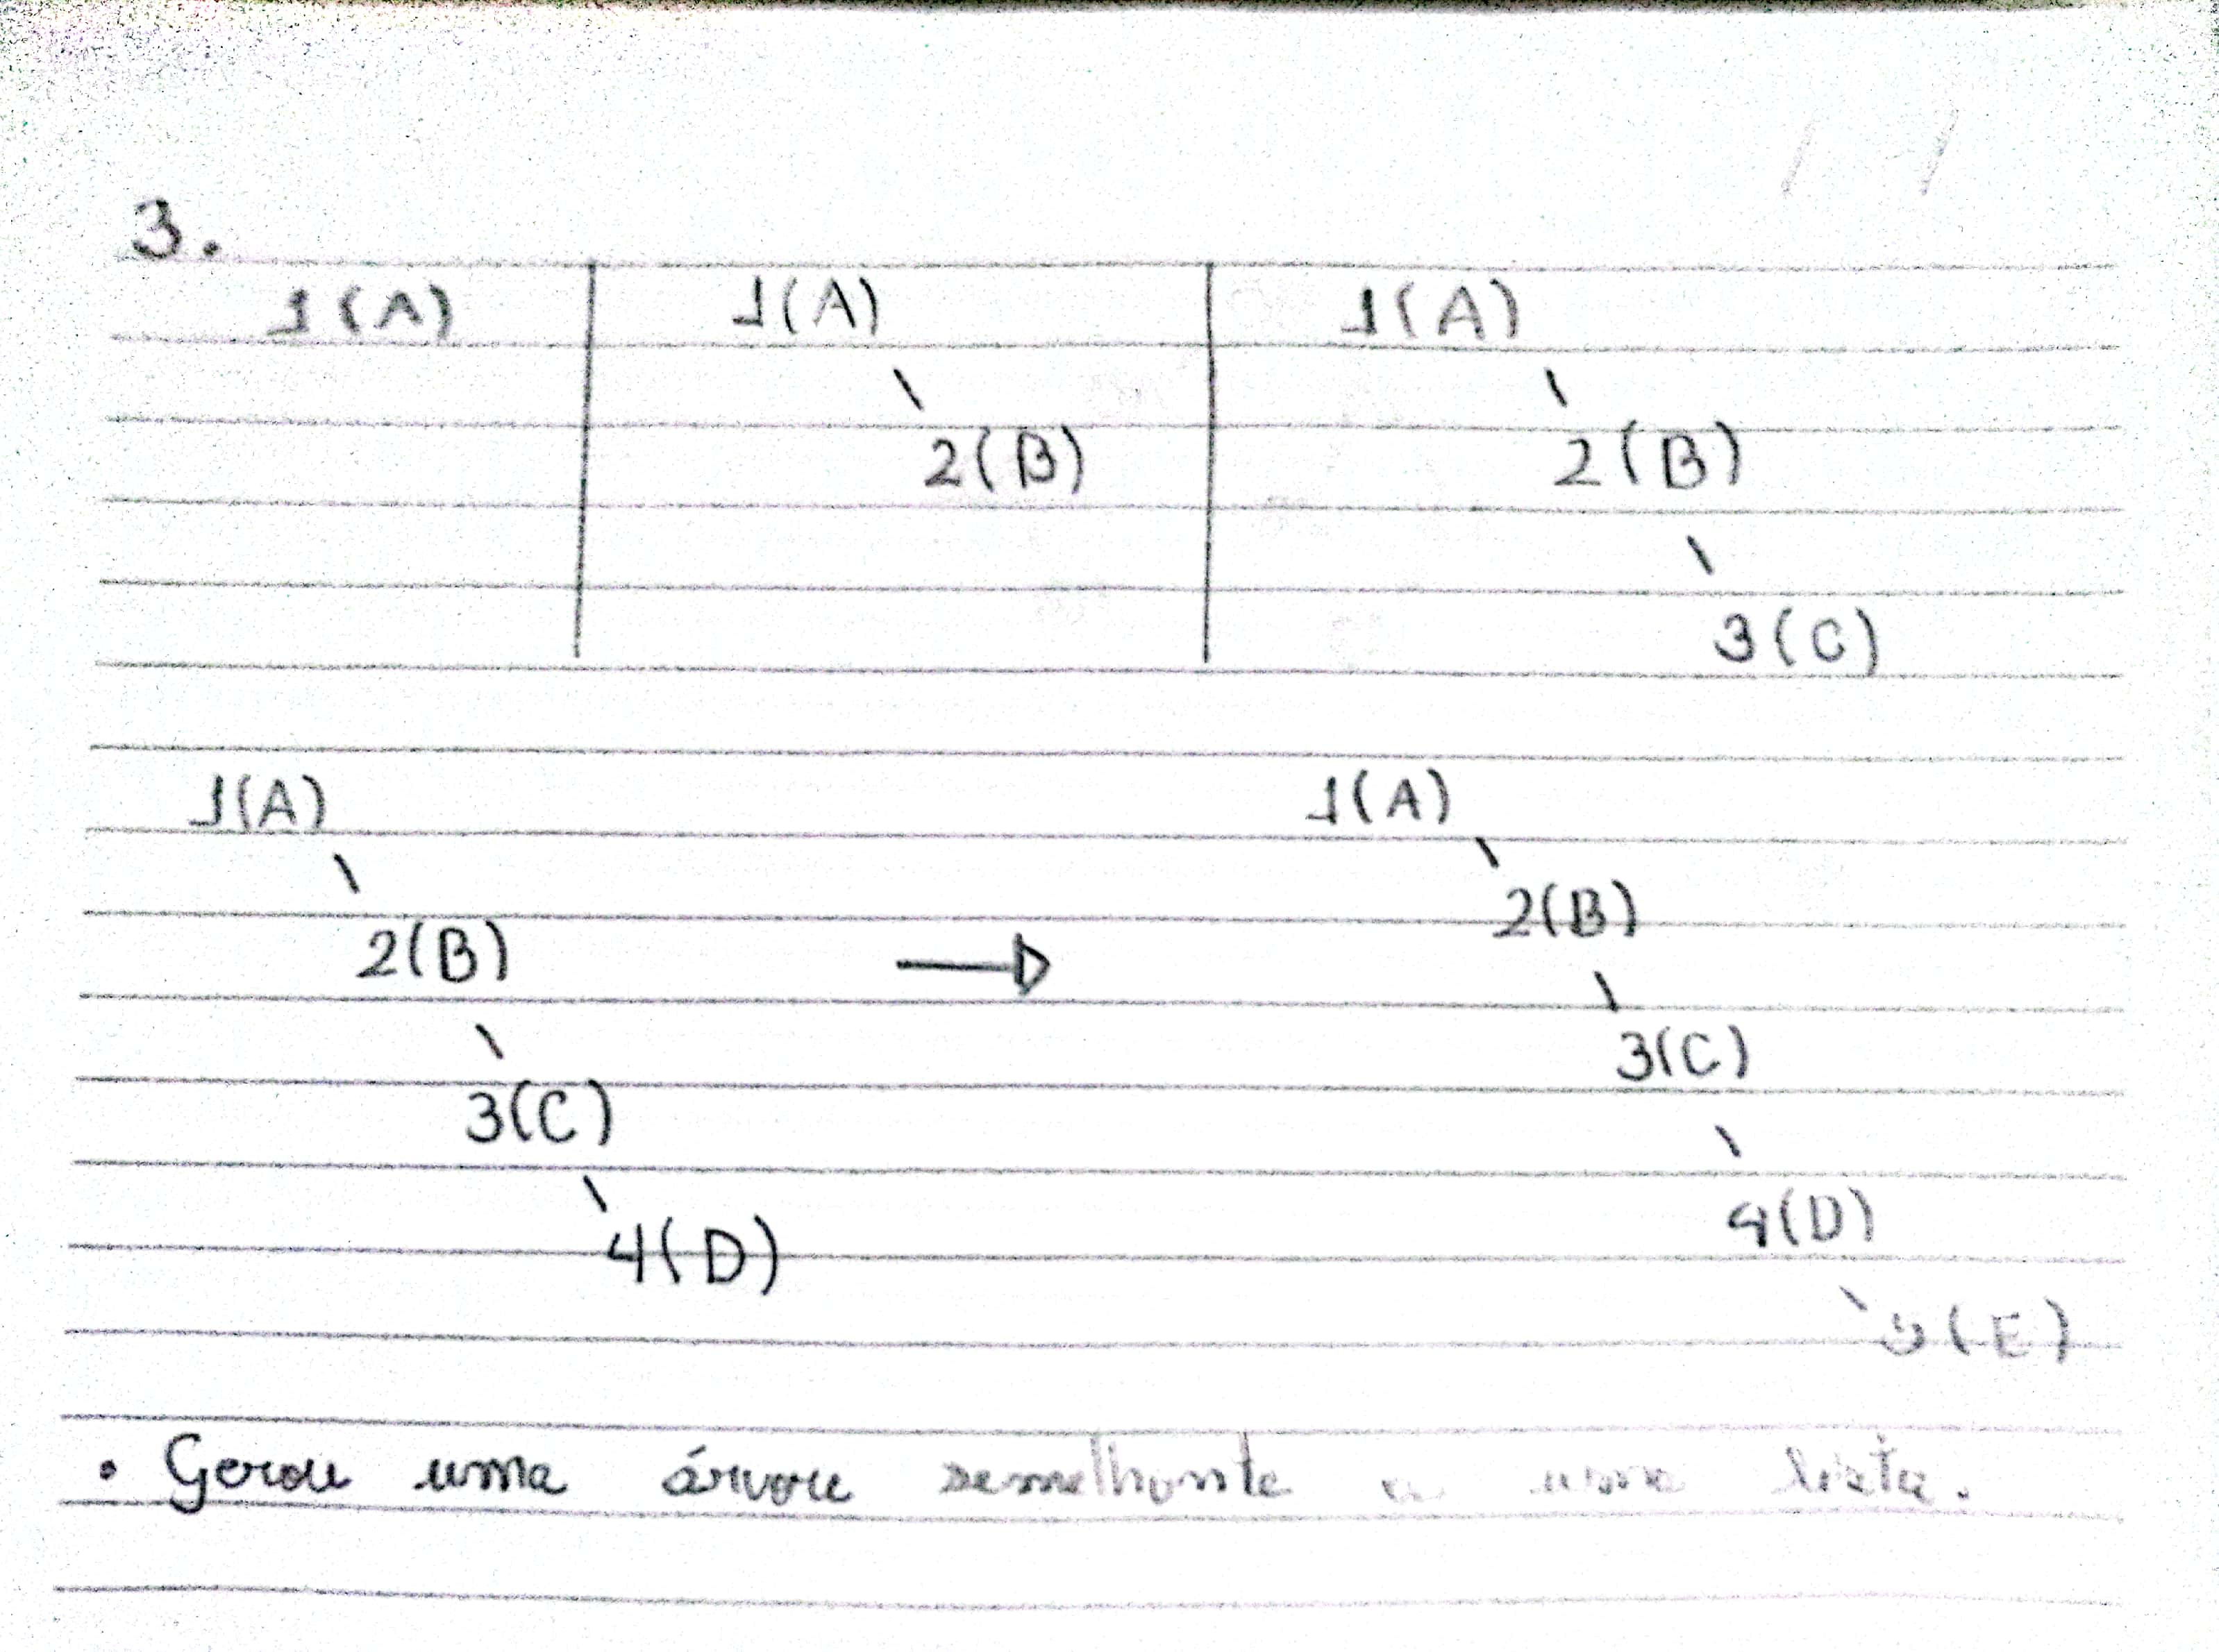 3.
1(A) 1(A) 1(A)
2(B) 2(B)
3(C)
1(A) 1(A)
2(B)
2(B)
3(C)
3(C)
4(D)
4(D)
5(E)
• Gerou uma árvore semelhante a uma lista.